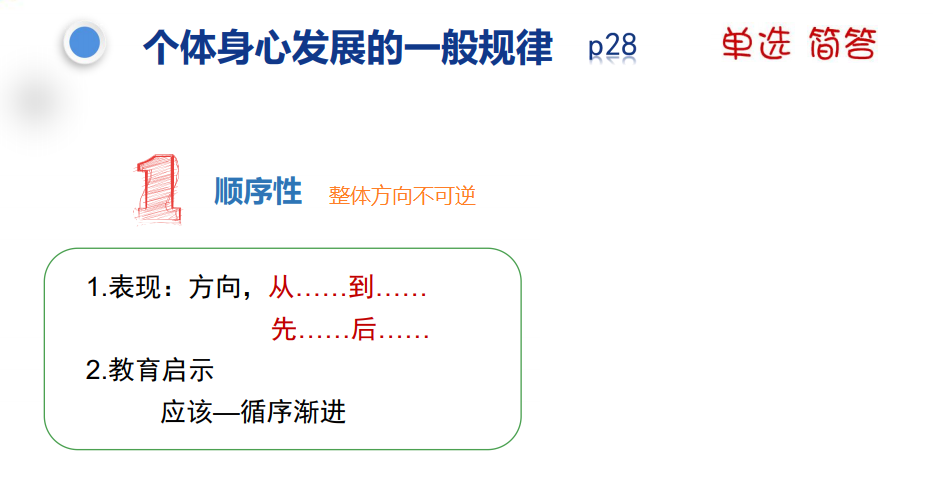 个体身心发展的一般规律 p28 单选 简答
1 顺序性 整体方向不可逆
1.表现：方向，从……到……
先……后……
2.教育启示
应该—循序渐进